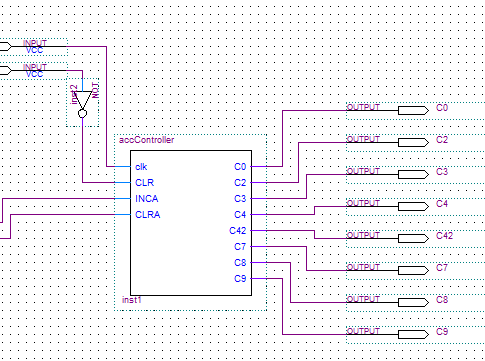 INPUT
VCC
INPUT
VCC
inst2
NOT
accController
clk
CLR
INCA
CLRA
C0
C2
C3
C4
C42
C7
C8
C9
inst1
OUTPUT C0
OUTPUT C2
OUTPUT C3
OUTPUT C4
OUTPUT C42
OUTPUT C7
OUTPUT C8
OUTPUT C9